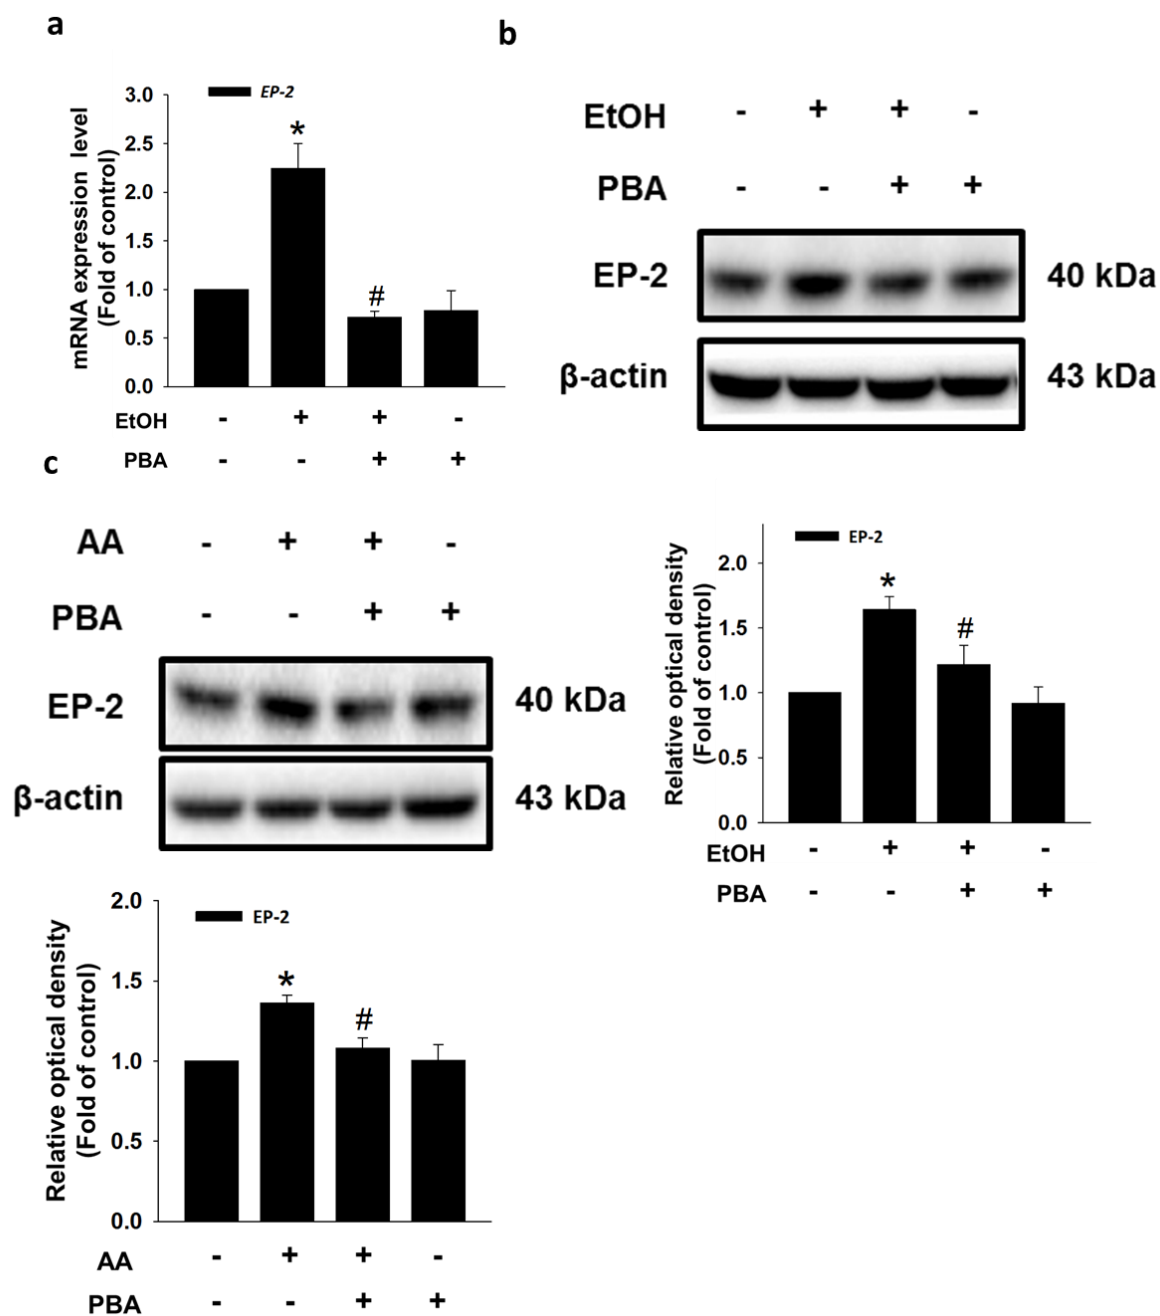 a
EP-2
mRNA expression level
(Fold of control)
3.0
2.5
2.0
1.5
1.0
0.5
0.0
*
#
EtOH - + + -
PBA - - + +
b
EtOH - + + -
PBA - - + +
EP-2 40 kDa
β-actin 43 kDa
EP-2
Relative optical density
(Fold of control)
2.0
1.5
1.0
0.5
0.0
*
#
EtOH - + + -
PBA - - + +
c
AA - + + -
PBA - - + +
EP-2 40 kDa
β-actin 43 kDa
EP-2
Relative optical density
(Fold of control)
2.0
1.5
1.0
0.5
0.0
*
#
AA - + + -
PBA - - + +